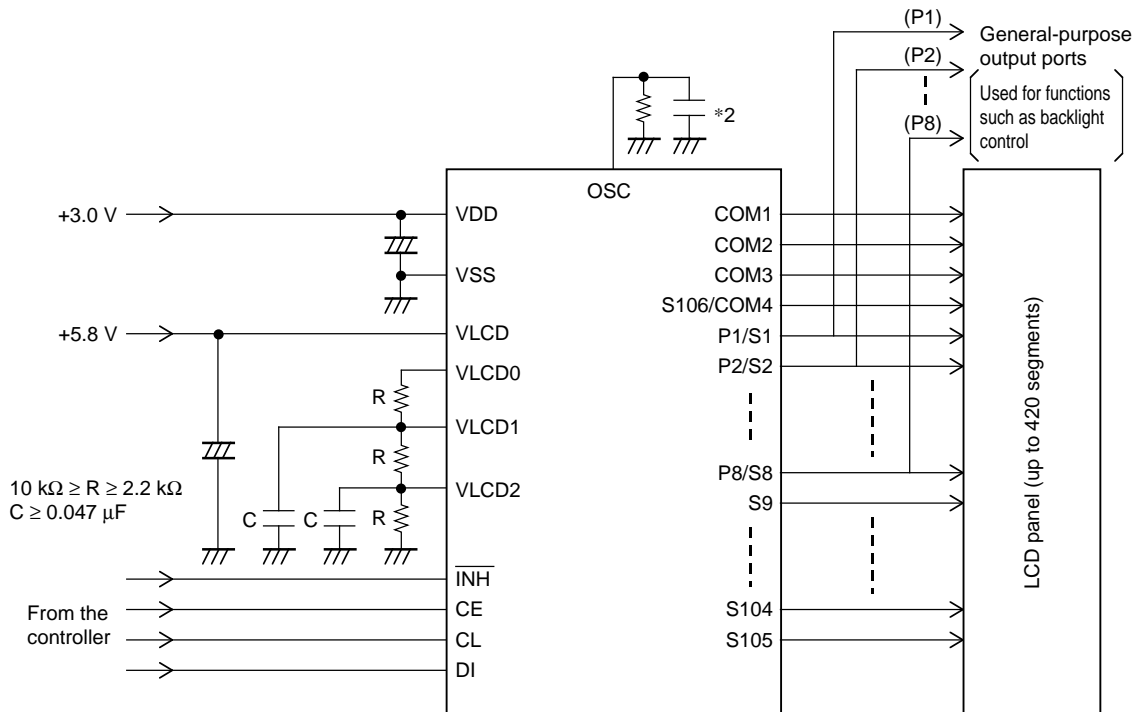 (P1)
General-purpose
output ports
(P2)
Used for functions
such as backlight
control
(P8)
*2
OSC
+3.0 V
VDD
COM1
COM2
VSS
COM3
S106/COM4
+5.8 V
VLCD
P1/S1
P2/S2
VLCD0
R
VLCD1
R
VLCD2
P8/S8
S9
10 kΩ ≥ R ≥ 2.2 kΩ
C ≥ 0.047 μF
C
C
R
LCD panel (up to 420 segments)
INH
From the
controller
CE
CL
DI
S104
S105